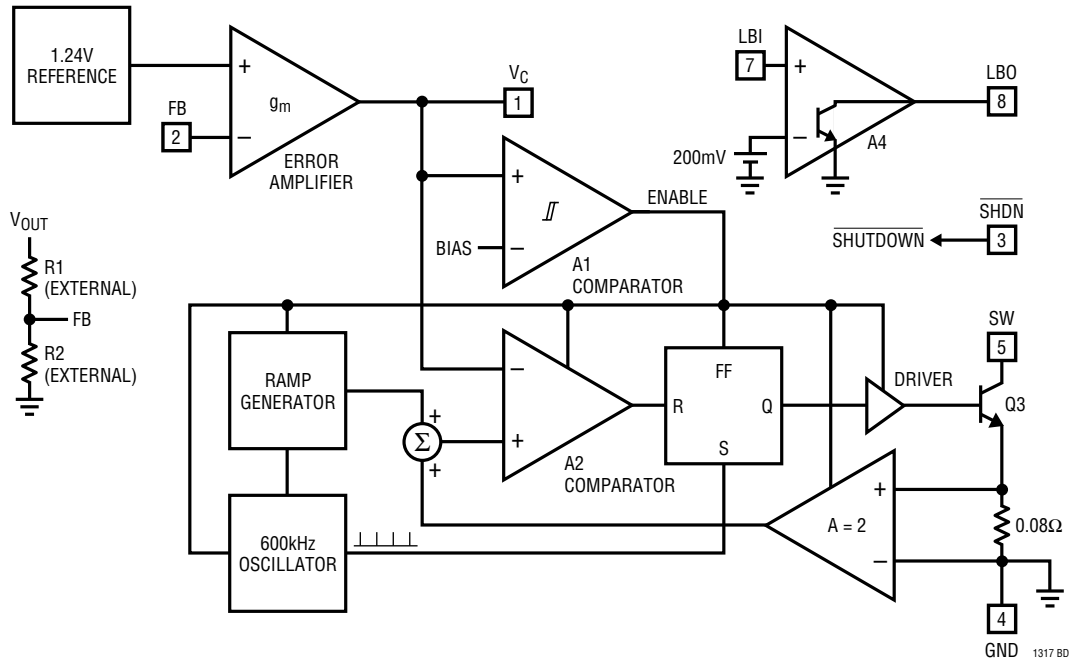 1.24V
REFERENCE
FB
2
+
gm
–
ERROR
AMPLIFIER
VC
1
LBI
7
+
–
200mV
A4
LBO
8
SHDN
3
SHUTDOWN
VOUT
R1
(EXTERNAL)
FB
R2
(EXTERNAL)
+
BIAS
–
ENABLE
A1
COMPARATOR
RAMP
GENERATOR
+
Σ
+
–
+
A2
COMPARATOR
FF
R
Q
S
DRIVER
SW
5
Q3
600kHz
OSCILLATOR
A = 2
+
–
0.08Ω
4
GND
1317 BD